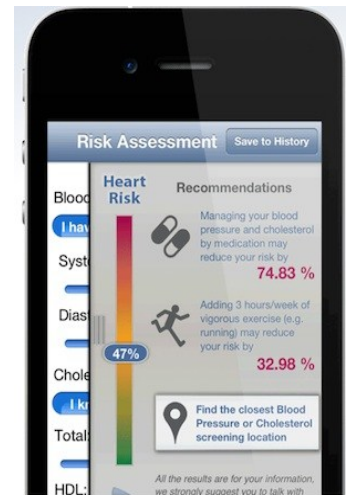 Risk Assessment
Save to History
Heart
Risk
Recommendations
Blood
I hav
Managing your blood
pressure and cholesterol
by medication may
reduce your risk by
74.83 %
Syst
Diast
Adding 3 hours/week of
vigorous exercise (e.g.
running) may reduce
your risk by
32.98 %
47%
Chole
I kn
Find the closest Blood
Pressure or Cholesterol
screening location
Total:
HDL:
All the results are for your information,
we strongly suggest you to talk with